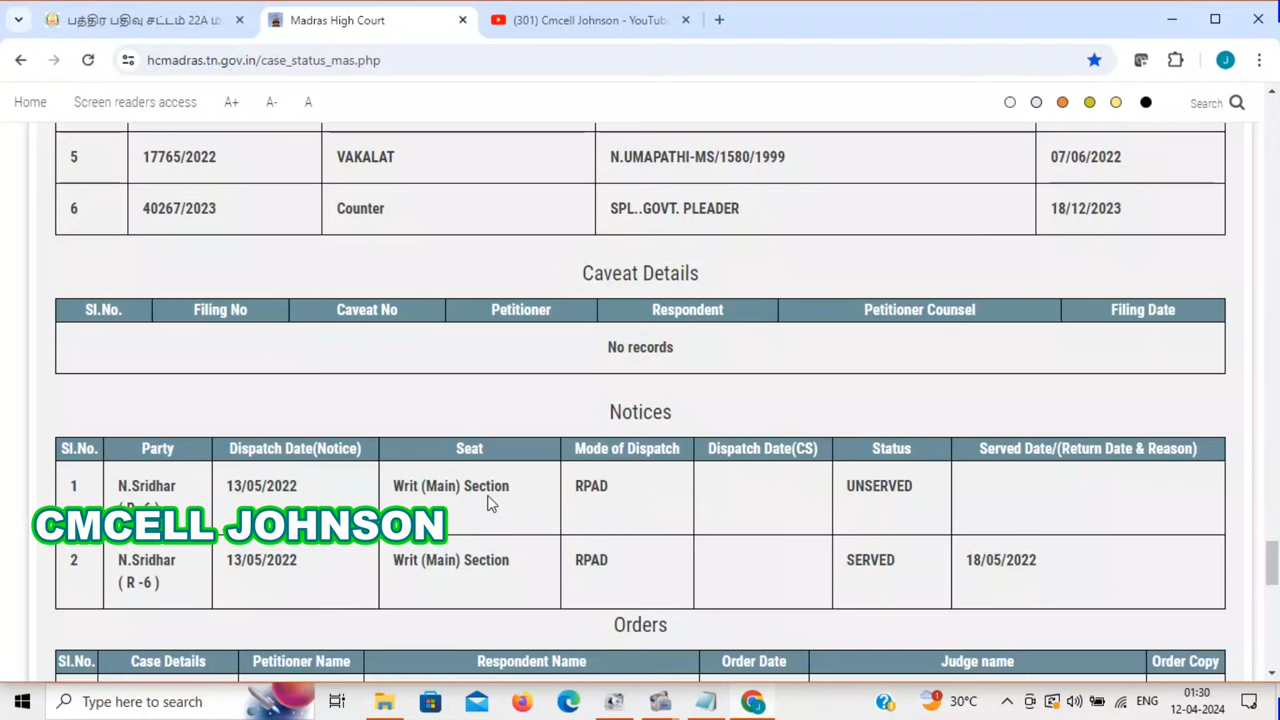 பத்திர பதிவு சட்டம் 22A ம
Madras High Court
(301) Cmcell Johnson - YouTub
hcmadras.tn.gov.in/case_status_mas.php
J
Home Screen readers access A+ A- A Search
5 17765/2022 VAKALAT N.UMAPATHI-MS/1580/1999 07/06/2022
6 40267/2023 Counter SPL..GOVT. PLEADER 18/12/2023
Caveat Details
Sl.No. Filing No Caveat No Petitioner Respondent Petitioner Counsel Filing Date
No records
Notices
Sl.No. Party Dispatch Date(Notice) Seat Mode of Dispatch Dispatch Date(CS) Status Served Date/(Return Date & Reason)
1 N.Sridhar 13/05/2022 Writ (Main) Section RPAD UNSERVED
CMCELL JOHNSON
2 N.Sridhar 13/05/2022 Writ (Main) Section RPAD SERVED 18/05/2022
( R -6 )
Orders
Sl.No. Case Details Petitioner Name Respondent Name Order Date Judge name Order Copy
Type here to search 30°C ENG 01:30
12-04-2024